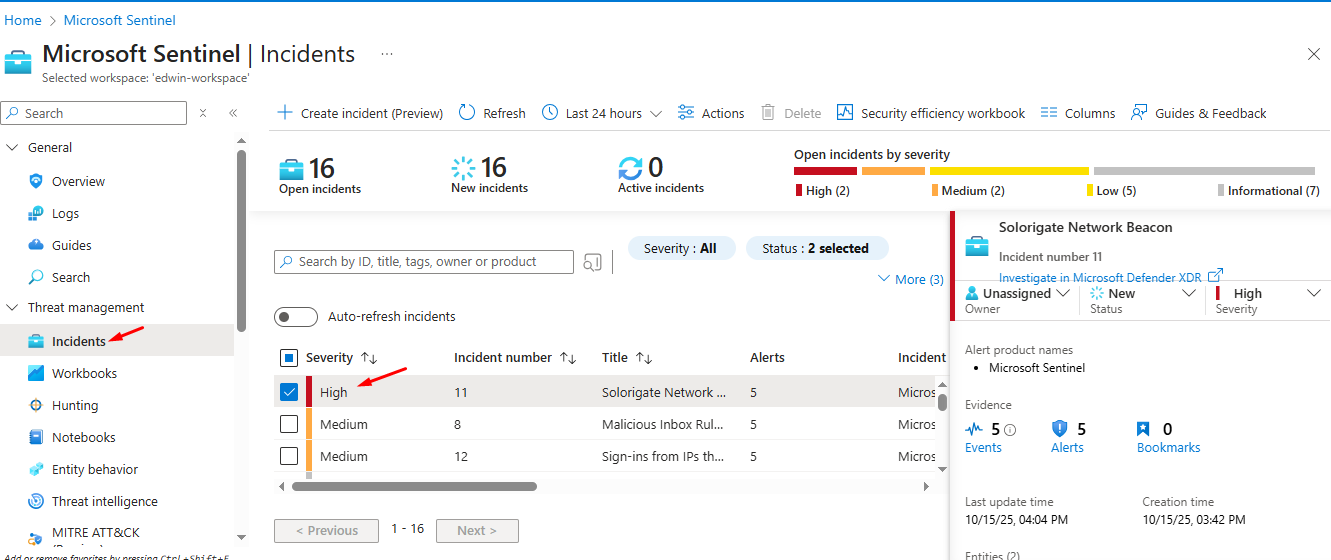 Home > Microsoft Sentinel
Microsoft Sentinel | Incidents ...
Selected workspace: 'edwin-workspace'
Search
General
Overview
Logs
Guides
Search
Threat management
Incidents
Workbooks
Hunting
Notebooks
Entity behavior
Threat intelligence
MITRE ATT&CK
Add or remove favorites by pressing Ctrl+Shift+F
Create incident (Preview) Refresh Last 24 hours Actions Delete Security efficiency workbook Columns Guides & Feedback
16 Open incidents
16 New incidents
0 Active incidents
Open incidents by severity
High (2) Medium (2) Low (5) Informational (7)
Search by ID, title, tags, owner or product
Severity : All Status : 2 selected
More (3)
Auto-refresh incidents
Severity Incident number Title Alerts Incident
High 11 Solorigate Network ... 5 Micros
Medium 8 Malicious Inbox Rul... 5 Micros
Medium 12 Sign-ins from IPs th... 5 Micros
< Previous 1 - 16 Next >
Solorigate Network Beacon
Incident number 11
Investigate in Microsoft Defender XDR
Unassigned New High
Owner Status Severity
Alert product names
• Microsoft Sentinel
Evidence
5 5 0
Events Alerts Bookmarks
Last update time Creation time
10/15/25, 04:04 PM 10/15/25, 03:42 PM
Entities (2)